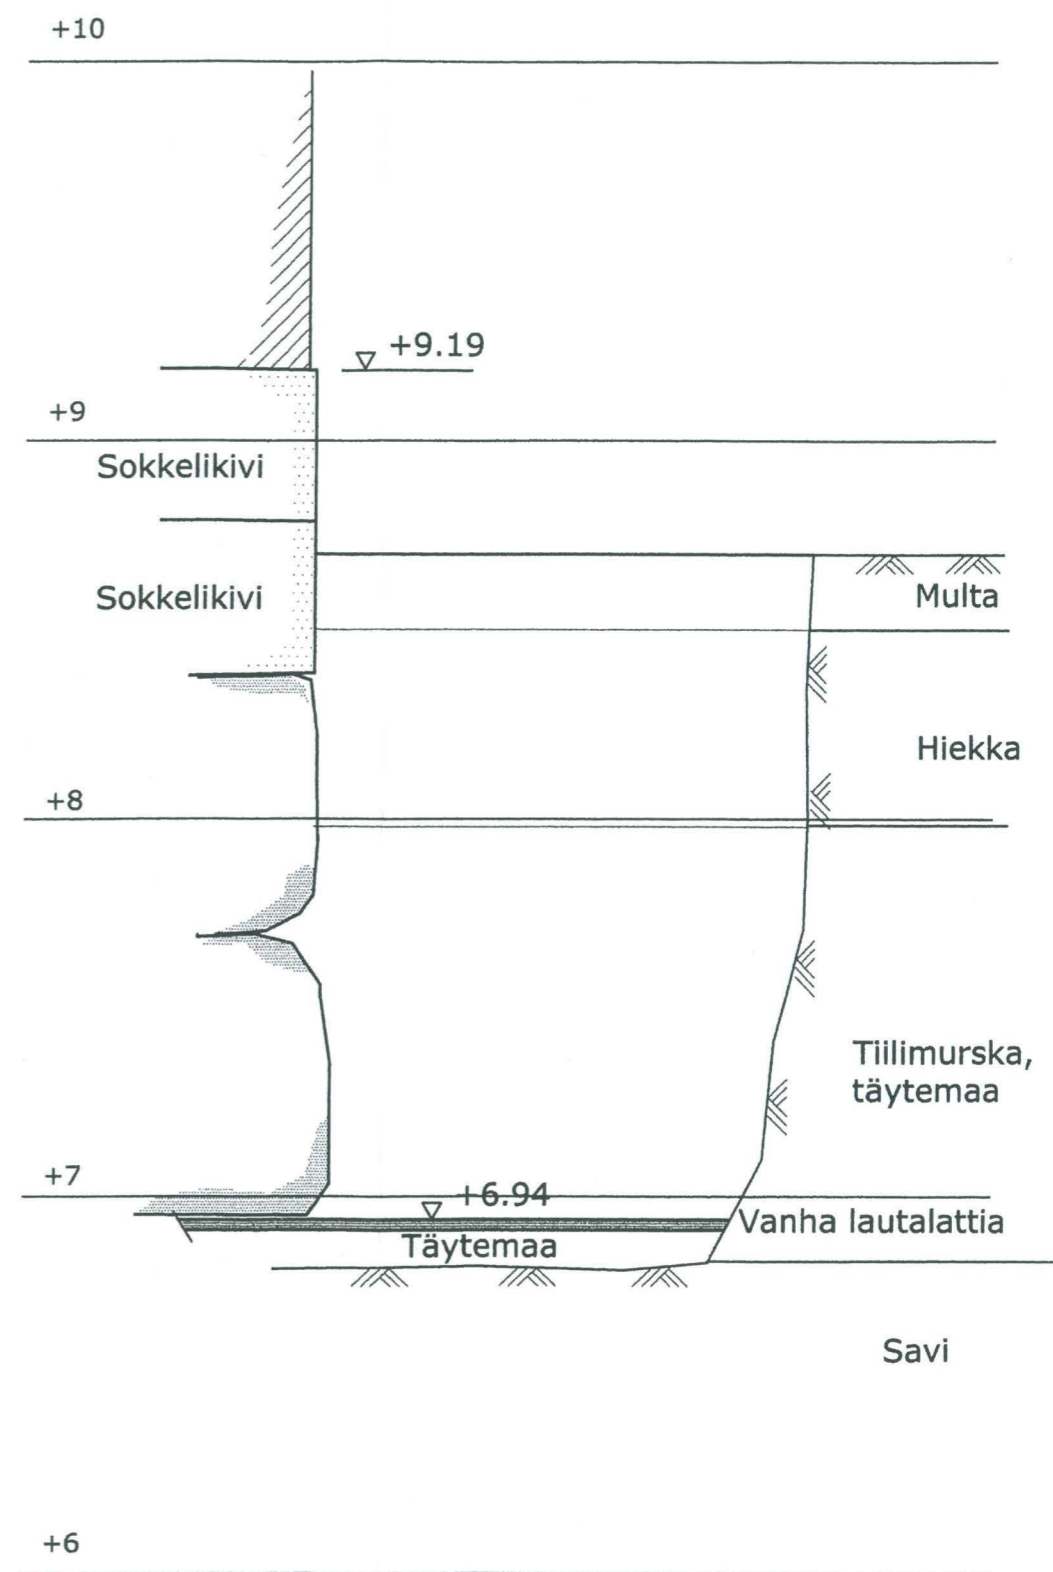 +10
+9.19
+9
Sokkelikivi
Sokkelikivi
Multa
Hiekka
+8
Tiilimurska,
täytemaa
+7
+6.94
Vanha lautalattia
Täytemaa
Savi
+6